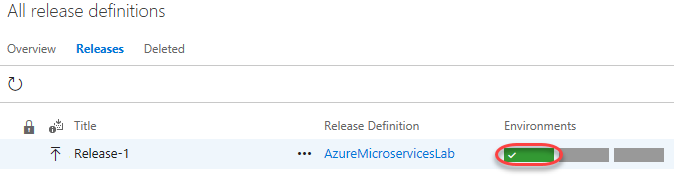 All release definitions
Overview Releases Deleted
Title Release Definition Environments
Release-1 ••• AzureMicroservicesLab